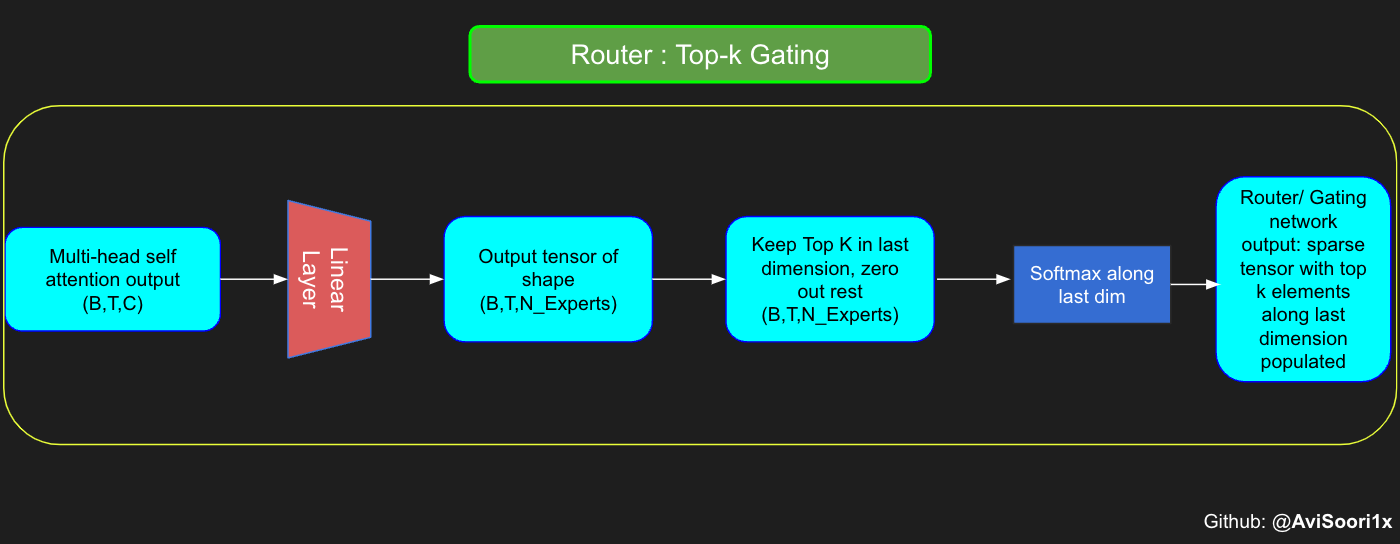 Router : Top-k Gating
Multi-head self
attention output
(B,T,C)
Linear
Layer
Output tensor of
shape
(B,T,N_Experts)
Keep Top K in last
dimension, zero
out rest
(B,T,N_Experts)
Softmax along
last dim
Router/ Gating
network
output: sparse
tensor with top
k elements
along last
dimension
populated
Github: @AviSoori1x